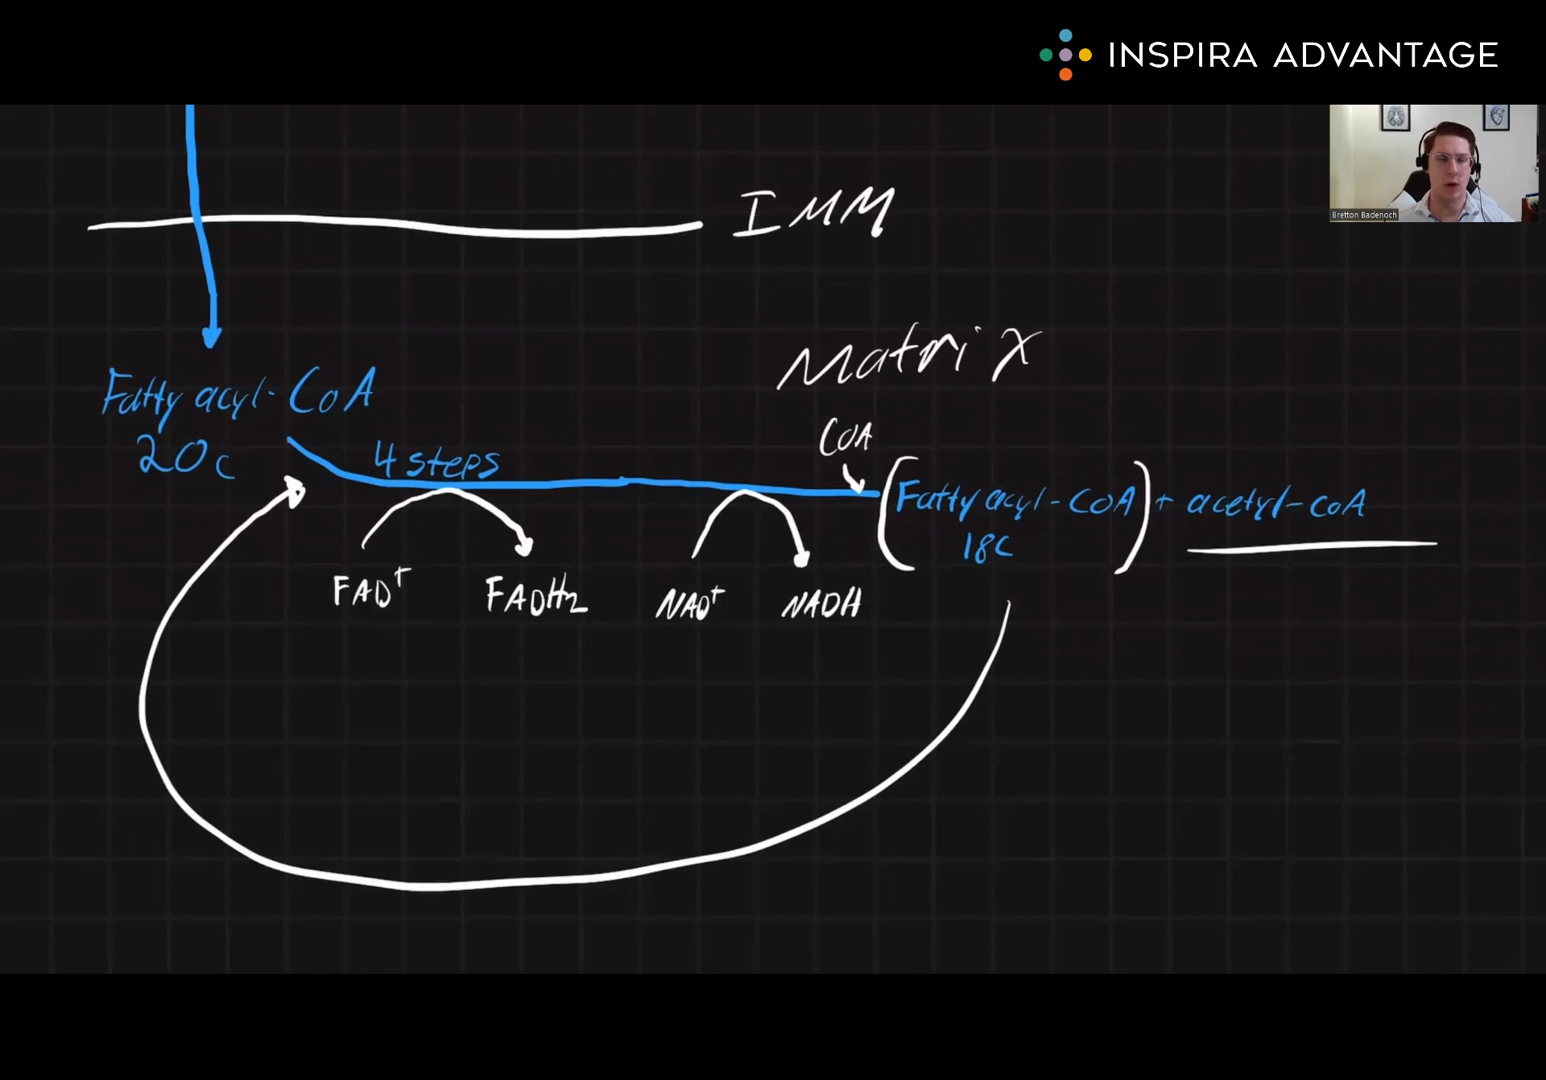 INSPIRA ADVANTAGE
Bretton Badenoch
IMM
Matrix
Fatty acyl-CoA
20c
4 steps
COA
(Fatty acyl-CoA) + acetyl-CoA
18C
FAD+
FADH2
NAD+
NADH